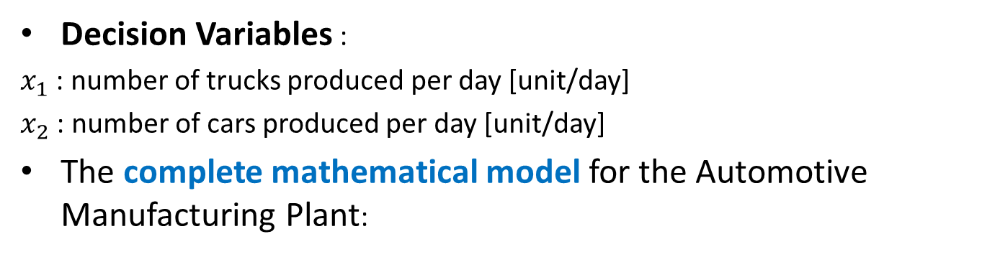 • Decision Variables :
x₁ : number of trucks produced per day [unit/day]
x₂ : number of cars produced per day [unit/day]
• The complete mathematical model for the Automotive
Manufacturing Plant: